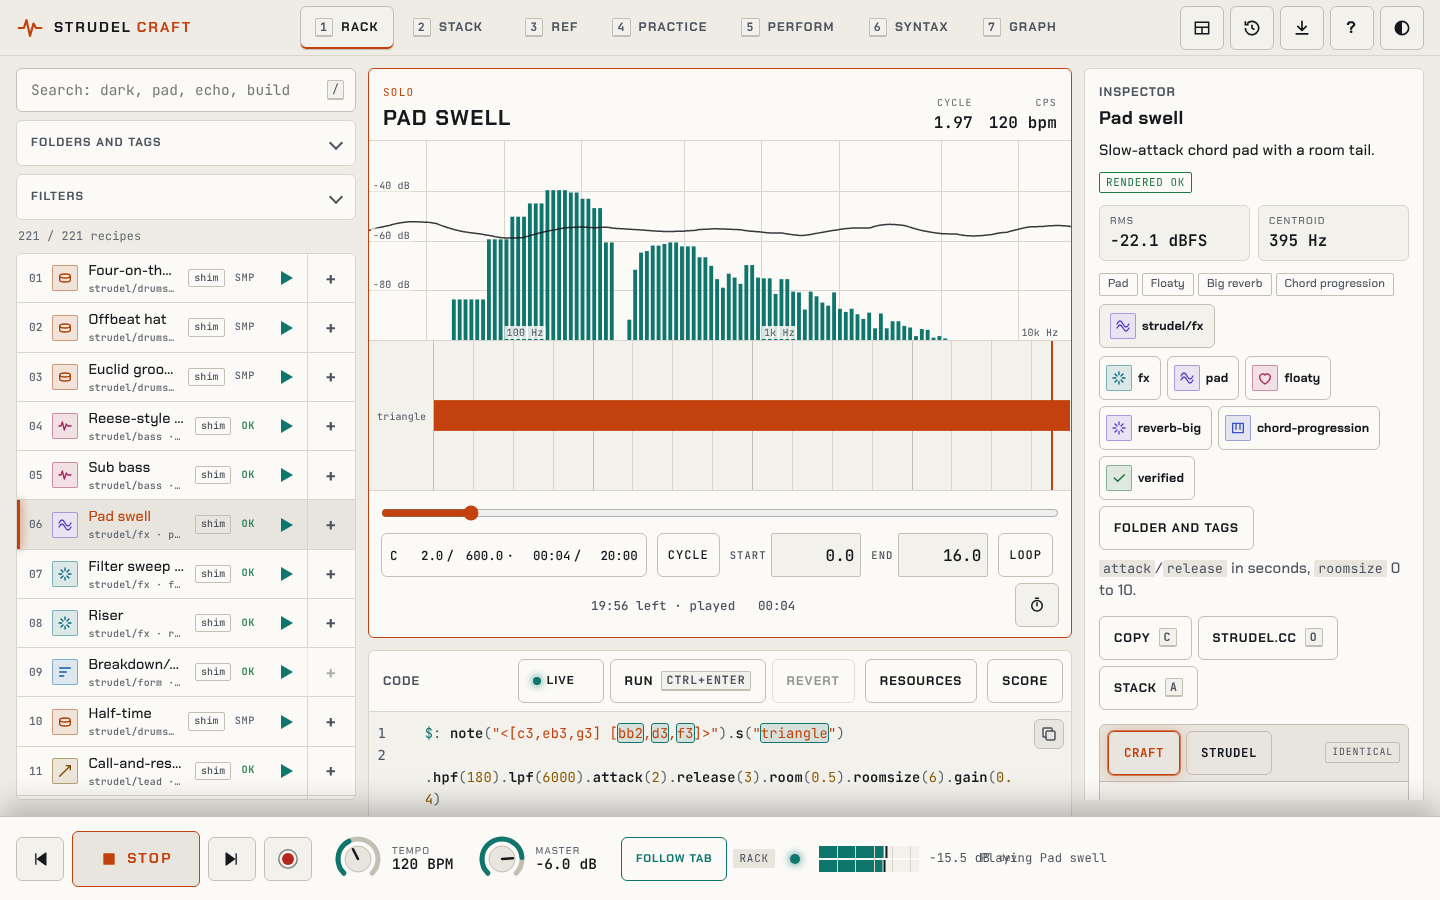 STRUDEL CRAFT
1 RACK
2 STACK
3 REF
4 PRACTICE
5 PERFORM
6 SYNTAX
7 GRAPH
?
Search: dark, pad, echo, build /
FOLDERS AND TAGS
FILTERS
221 / 221 recipes
01 Four-on-th… shim SMP +
strudel/drums…
02 Offbeat hat shim SMP +
strudel/drums…
03 Euclid groo… shim SMP +
strudel/drums…
04 Reese-style … shim OK +
strudel/bass ·…
05 Sub bass shim OK +
strudel/bass ·…
06 Pad swell shim OK +
strudel/fx · p…
07 Filter sweep … shim OK +
strudel/fx · f…
08 Riser shim OK +
strudel/fx · r…
09 Breakdown/… shim OK +
strudel/form ·…
10 Half-time shim SMP +
strudel/drums…
11 Call-and-res… shim OK +
strudel/lead ·…
SOLO
PAD SWELL
CYCLE
1.97
CPS
120 bpm
-40 dB
-60 dB
-80 dB
100 Hz
1k Hz
10k Hz
triangle
C 2.0/ 600.0· 00:04/ 20:00
CYCLE
START 0.0
END 16.0
LOOP
19:56 left · played 00:04
CODE
LIVE
RUN CTRL+ENTER
REVERT
RESOURCES
SCORE
1 $: note("<[c3,eb3,g3] [bb2,d3,f3]>").s("triangle")
2
.hpf(180).lpf(6000).attack(2).release(3).room(0.5).roomsize(6).gain(0.
4)
INSPECTOR
Pad swell
Slow-attack chord pad with a room tail.
RENDERED OK
RMS
-22.1 dBFS
CENTROID
395 Hz
Pad
Floaty
Big reverb
Chord progression
strudel/fx
fx
pad
floaty
reverb-big
chord-progression
verified
FOLDER AND TAGS
attack/release in seconds, roomsize 0
to 10.
COPY C
STRUDEL.CC O
STACK A
CRAFT
STRUDEL
IDENTICAL
STOP
TEMPO
120 BPM
MASTER
-6.0 dB
FOLLOW TAB
RACK
-15.5 dB
Playing Pad swell